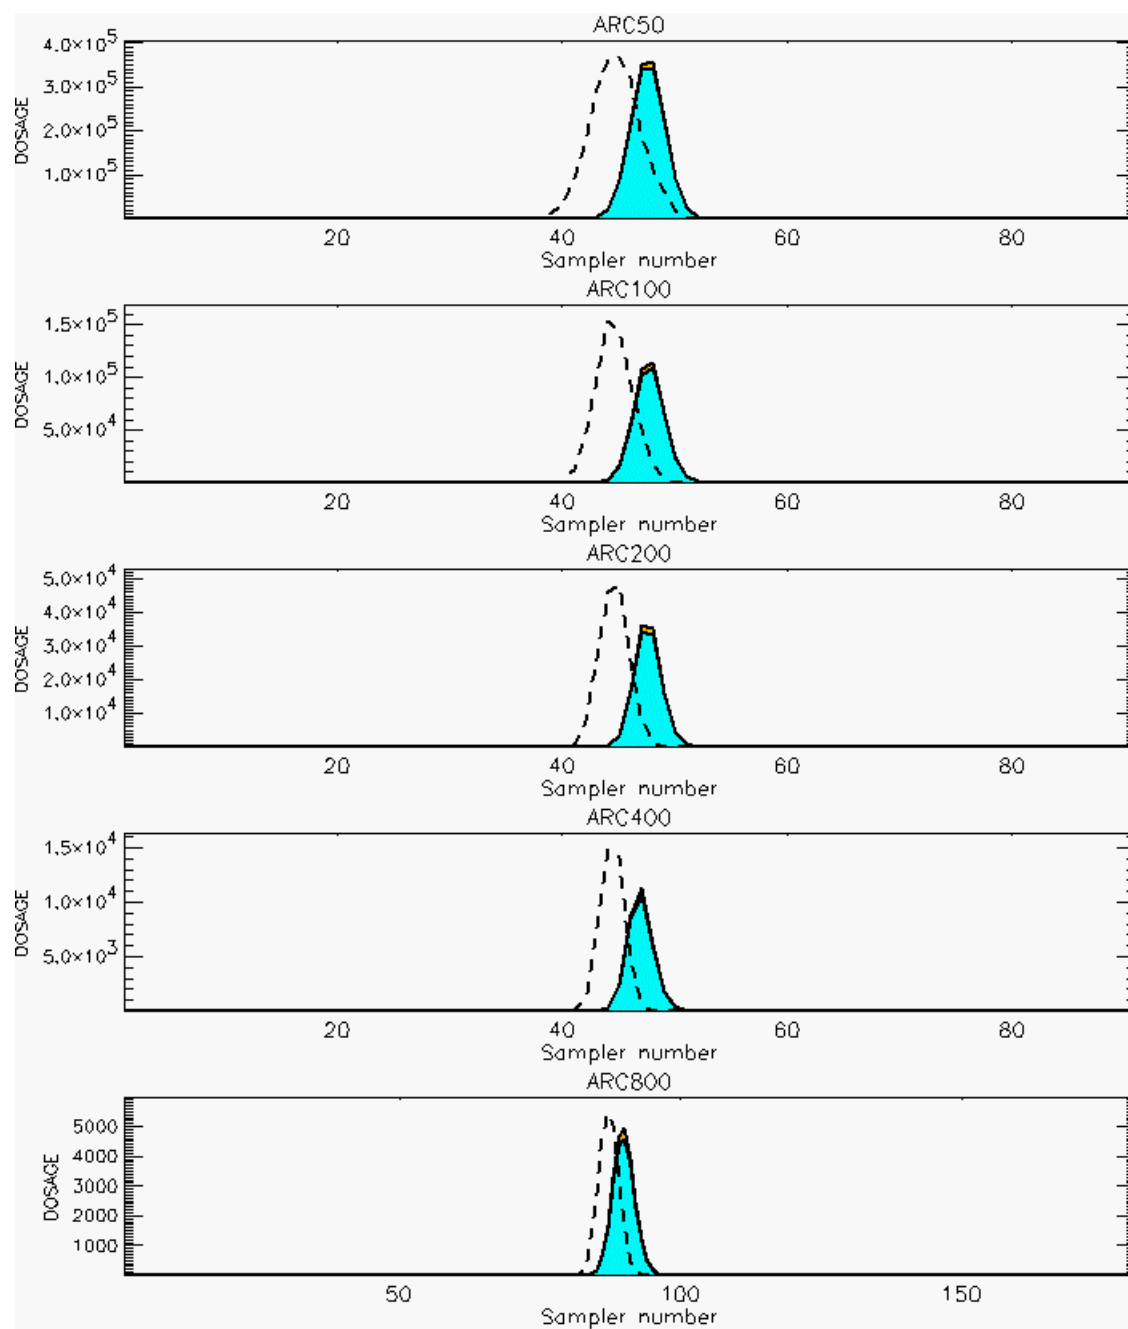 ARC50
4.0×10⁵
3.0×10⁵
2.0×10⁵
1.0×10⁵
DOSAGE
20 40 60 80
Sampler number
ARC100
1.5×10⁵
1.0×10⁵
5.0×10⁴
DOSAGE
20 40 60 80
Sampler number
ARC200
5.0×10⁴
4.0×10⁴
3.0×10⁴
2.0×10⁴
1.0×10⁴
DOSAGE
20 40 60 80
Sampler number
ARC400
1.5×10⁴
1.0×10⁴
5.0×10³
DOSAGE
20 40 60 80
Sampler number
ARC800
5000
4000
3000
2000
1000
DOSAGE
50 100 150
Sampler number